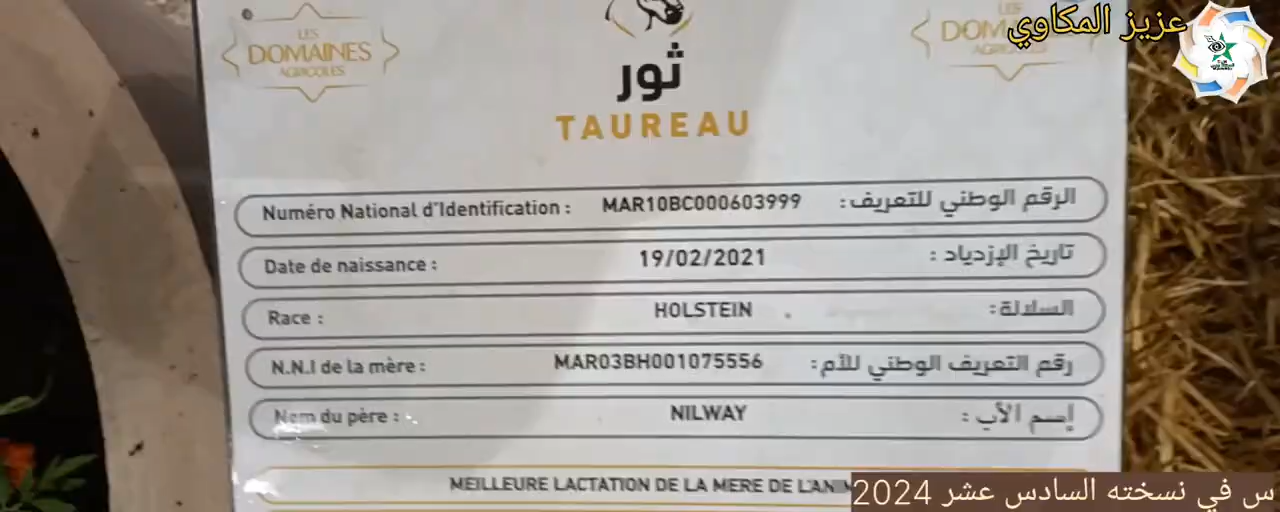 LES
DOMAINES
AGRICOLES
LES
عزيز المكاوي
ثور
TAUREAU
Numéro National d'Identification : MAR10BC000603999 الرقم الوطني للتعريف:
Date de naissance : 19/02/2021 تاريخ الإزدياد :
Race : HOLSTEIN السلالة:
N.N.I de la mère : MAR03BH001075556 رقم التعريف الوطني للأم:
Nom du père : NILWAY إسم الأب :
MEILLEURE LACTATION DE LA MERE DE
س في نسخته السادس عشر 2024